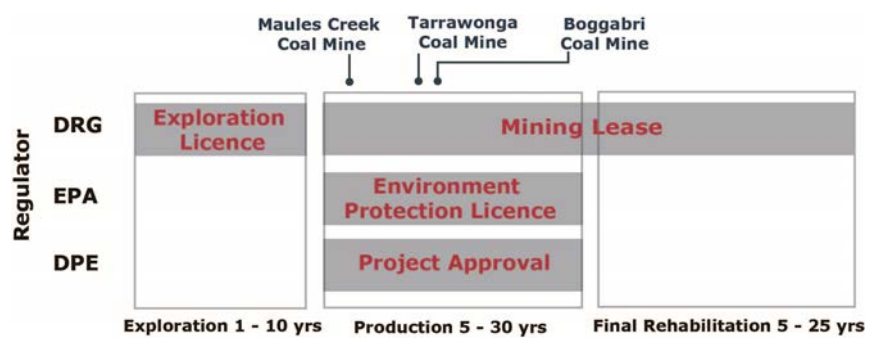 Maules Creek
Coal Mine
Tarrawonga
Coal Mine
Boggabri
Coal Mine
Regulator
DRG
Exploration
Licence
Mining Lease
EPA
Environment
Protection Licence
DPE
Project Approval
Exploration 1 - 10 yrs
Production 5 - 30 yrs
Final Rehabilitation 5 - 25 yrs